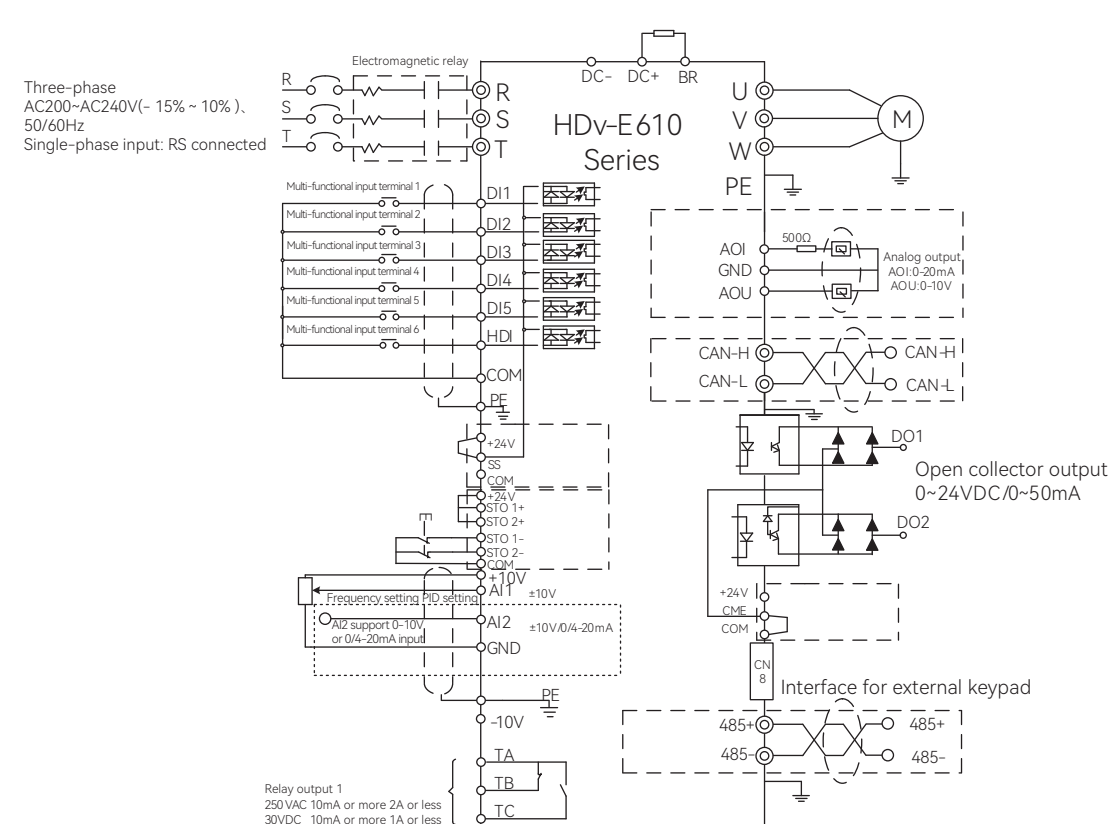 Electromagnetic relay
Three-phase
AC200~AC240V(- 15% ~ 10% )、
50/60Hz
Single-phase input: RS connected
R
S
T
R
S
T
DC-
DC+
BR
HDv-E610
Series
U
V
W
M
PE
Multi-functional input terminal 1
DI1
Multi-functional input terminal 2
DI2
Multi-functional input terminal 3
DI3
Multi-functional input terminal 4
DI4
Multi-functional input terminal 5
DI5
Multi-functional input terminal 6
HDI
COM
PE
+24V
SS
COM
+24V
STO 1+
STO 2+
STO 1-
STO 2-
COM
E
+10V
AI1
±10V
Frequency setting PID setting
AI2
±10V/0/4-20mA
AI2 support 0-10V
or 0/4-20mA input
GND
PE
-10V
TA
TB
TC
Relay output 1
250 VAC 10mA or more 2A or less
30VDC 10mA or more 1A or less
AOI
500Ω
GND
AOU
Analog output
AOI:0-20mA
AOU:0-10V
CAN-H
CAN-H
CAN-L
CAN-L
DO1
Open collector output
0~24VDC/0~50mA
DO2
+24V
CME
COM
CN
8
Interface for external keypad
485+
485+
485-
485-